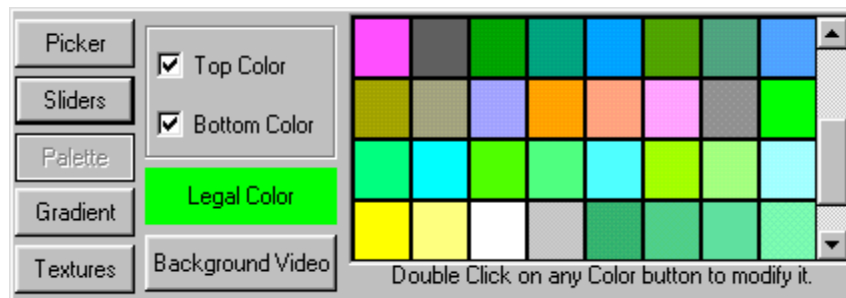 Picker
Sliders
Palette
Gradient
Textures
Top Color
Bottom Color
Legal Color
Background Video
Double Click on any Color button to modify it.